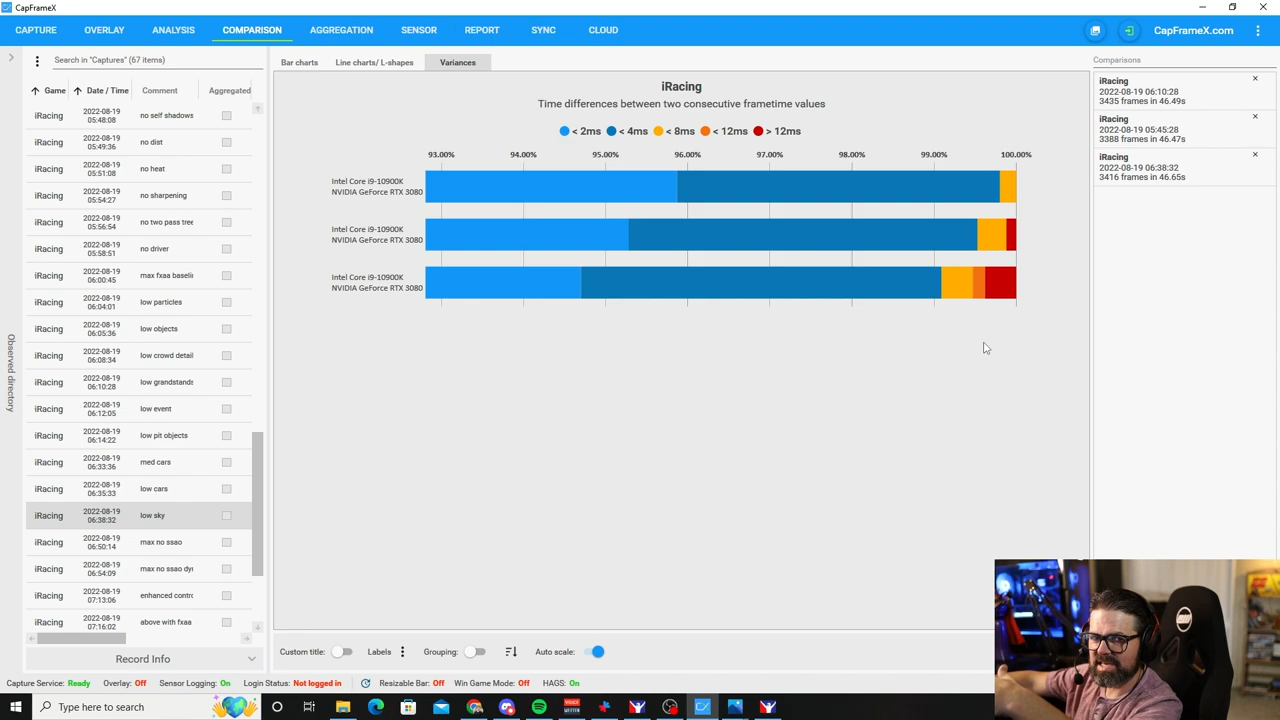 CapFrameX
CAPTURE OVERLAY ANALYSIS COMPARISON AGGREGATION SENSOR REPORT SYNC CLOUD CapFrameX.com
Search in "Captures" (67 items)
Game Date / Time Comment Aggregated
iRacing 2022-08-19 05:48:08 no self shadows
iRacing 2022-08-19 05:49:36 no dist
iRacing 2022-08-19 05:51:08 no heat
iRacing 2022-08-19 05:54:27 no sharpening
iRacing 2022-08-19 05:56:54 no two pass tree
iRacing 2022-08-19 05:58:51 no driver
iRacing 2022-08-19 06:00:45 max fxaa baselin
iRacing 2022-08-19 06:04:01 low particles
iRacing 2022-08-19 06:05:36 low objects
iRacing 2022-08-19 06:08:34 low crowd detail
iRacing 2022-08-19 06:10:28 low grandstands
iRacing 2022-08-19 06:12:05 low event
iRacing 2022-08-19 06:14:22 low pit objects
iRacing 2022-08-19 06:33:36 med cars
iRacing 2022-08-19 06:35:33 low cars
iRacing 2022-08-19 06:38:32 low sky
iRacing 2022-08-19 06:50:14 max no ssao
iRacing 2022-08-19 06:54:09 max no ssao dy
iRacing 2022-08-19 07:13:06 enhanced contr
iRacing 2022-08-19 07:16:02 above with fxaa
Record Info
Observed directory
Bar charts Line charts/ L-shapes Variances
iRacing
Time differences between two consecutive frametime values
< 2ms < 4ms < 8ms < 12ms > 12ms
93.00% 94.00% 95.00% 96.00% 97.00% 98.00% 99.00% 100.00%
Intel Core i9-10900K
NVIDIA GeForce RTX 3080
Intel Core i9-10900K
NVIDIA GeForce RTX 3080
Intel Core i9-10900K
NVIDIA GeForce RTX 3080
Custom title: Labels Grouping: Auto scale:
Comparisons
iRacing
2022-08-19 06:10:28
3435 frames in 46.49s
iRacing
2022-08-19 05:45:28
3388 frames in 46.47s
iRacing
2022-08-19 06:38:32
3416 frames in 46.65s
Capture Service: Ready Overlay: Off Sensor Logging: On Login Status: Not logged in Resizable Bar: Off Win Game Mode: Off HAGS: On
Type here to search